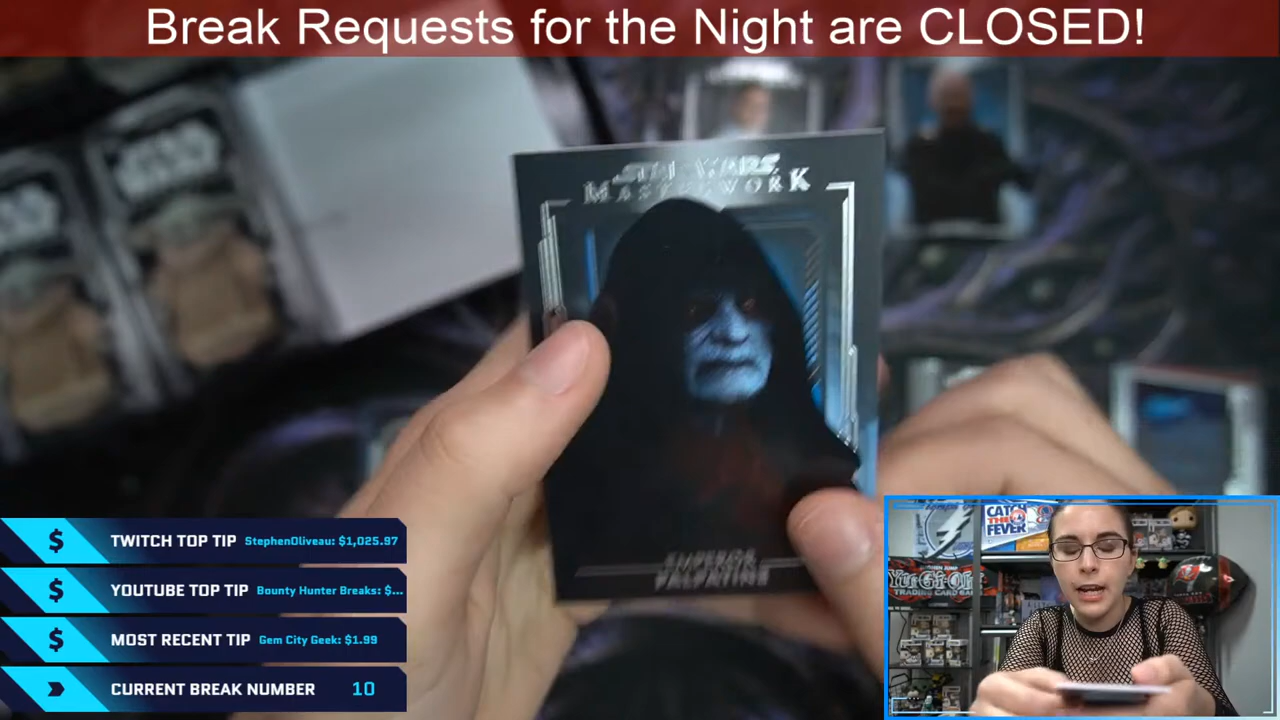 Break Requests for the Night are CLOSED!
STAR WARS
MASTERWORK
EMPEROR
PALPATINE
$ TWITCH TOP TIP StephenOliveau: $1,025.97
$ YOUTUBE TOP TIP Bounty Hunter Breaks: $...
$ MOST RECENT TIP Gem City Geek: $1.99
CURRENT BREAK NUMBER 10
CATCH
THE
FEVER
Yu-Gi-Oh!
TRADING CARD GAME